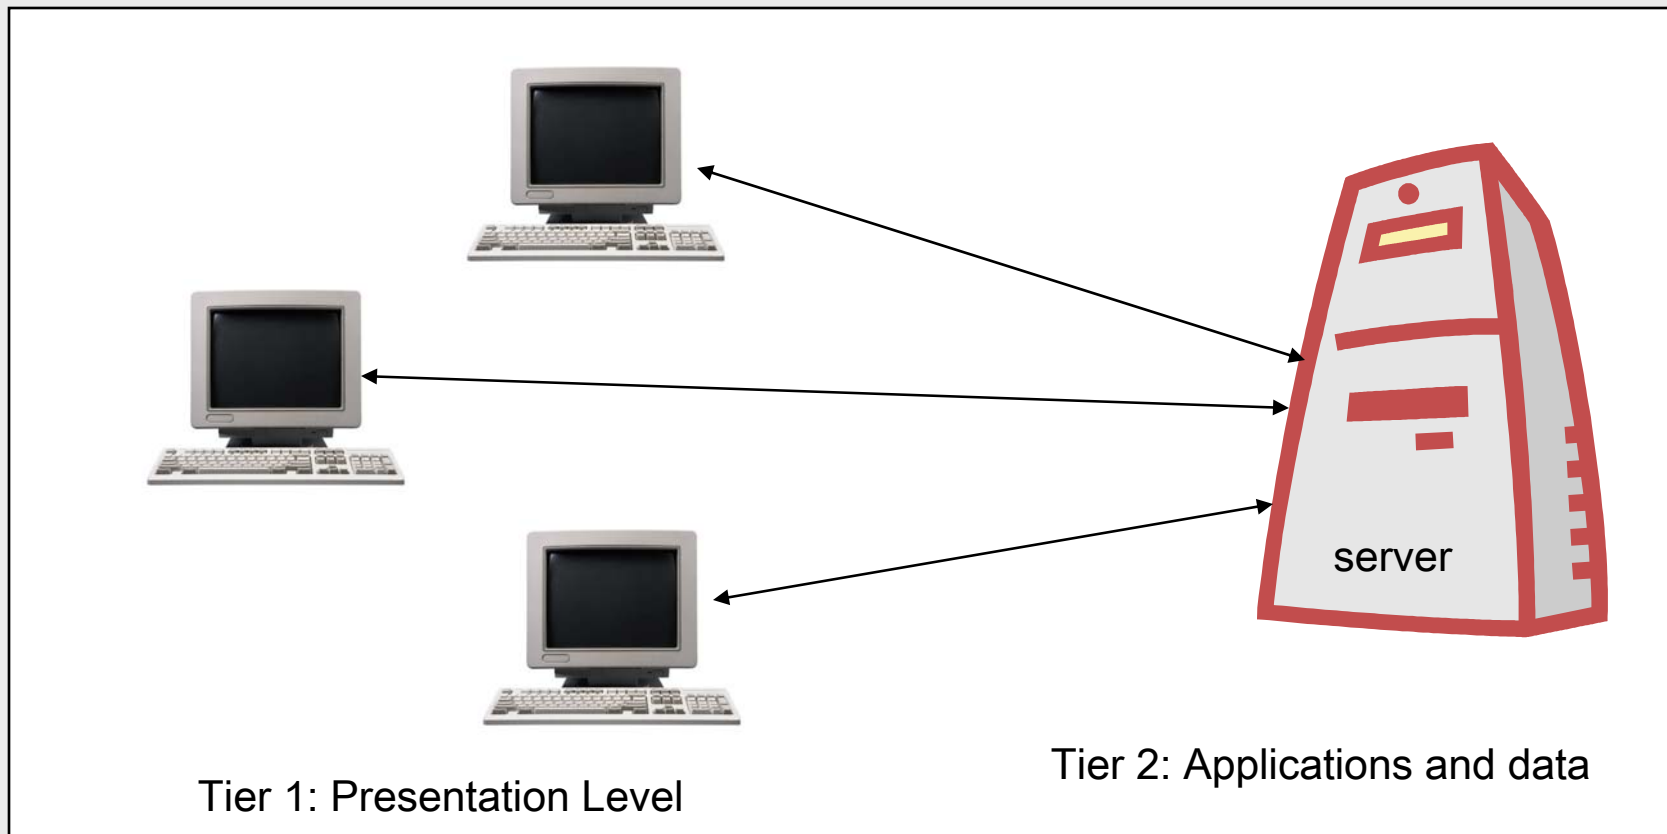 server
Tier 2: Applications and data
Tier 1: Presentation Level